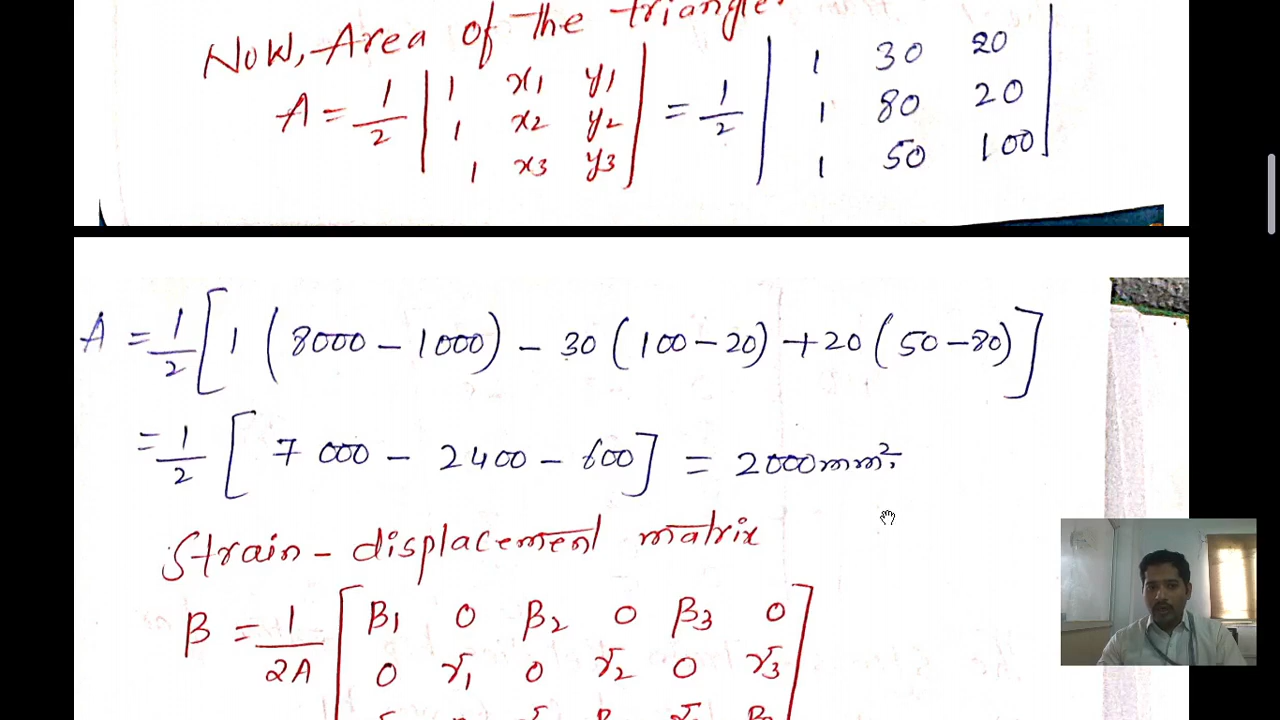 Now, Area of the triangle.
A = 1/2 | 1 x1 y1 | = 1/2 | 1 30 20 |
| 1 x2 y2 | | 1 80 20 |
| 1 x3 y3 | | 1 50 100 |
A = 1/2 [ 1 ( 8000 - 1000 ) - 30 ( 100 - 20 ) + 20 ( 50 - 80 ) ]
= 1/2 [ 7000 - 2400 - 600 ] = 2000 mm².
Strain - displacement matrix
B = 1/2A [ β1 0 β2 0 β3 0
0 γ1 0 γ2 0 γ3